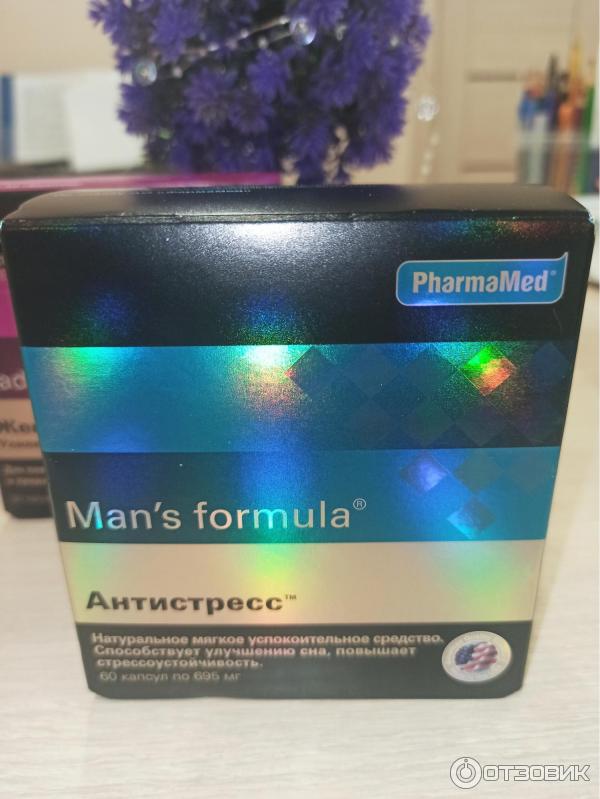 PharmaMed®
Man's formula®
Антистресс™
Натуральное мягкое успокоительное средство.
Способствует улучшению сна, повышает
стрессоустойчивость.
60 капсул по 695 мг
ad
ОТЗОВИК